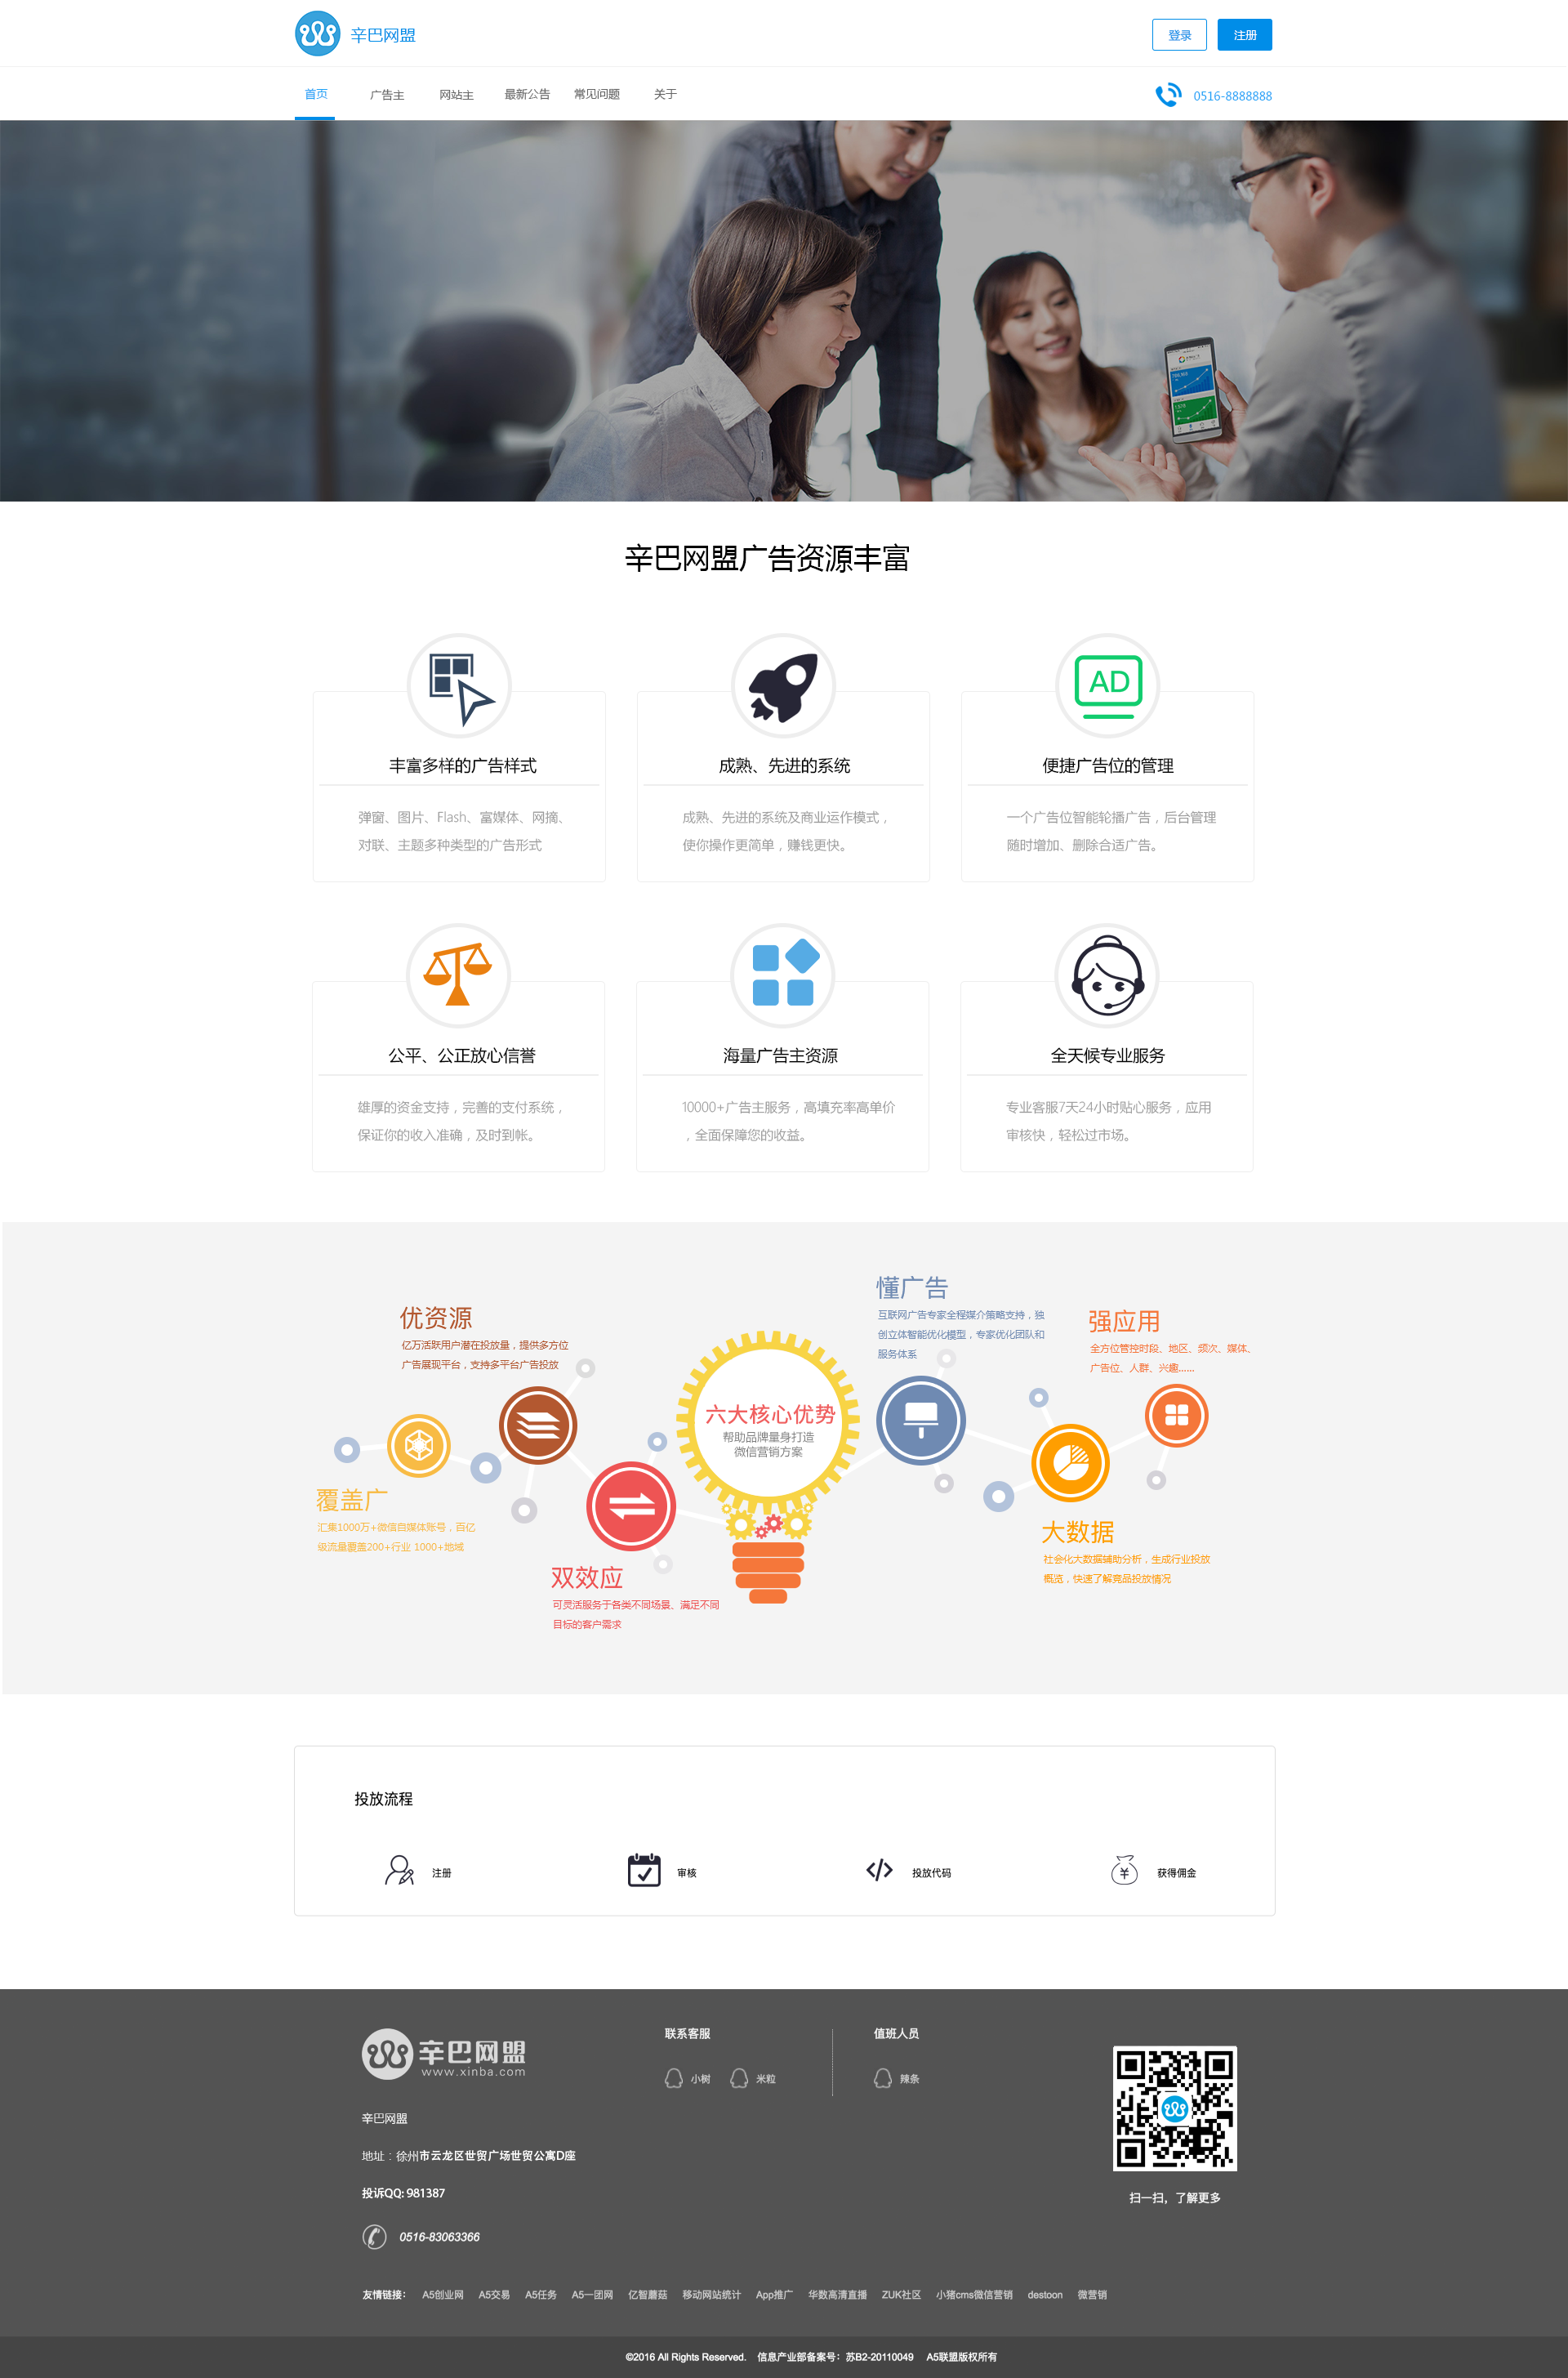 辛巴网盟
登录
注册
首页
广告主
网站主
最新公告
常见问题
关于
0516-8888888
辛巴网盟广告资源丰富
AD
丰富多样的广告样式
弹窗、图片、Flash、富媒体、网摘、
对联、主题多种类型的广告形式
成熟、先进的系统
成熟、先进的系统及商业运作模式，
使你操作更简单，赚钱更快。
便捷广告位的管理
一个广告位智能轮播广告，后台管理
随时增加、删除合适广告。
公平、公正放心信誉
雄厚的资金支持，完善的支付系统，
保证你的收入准确，及时到帐。
海量广告主资源
10000+广告主服务，高填充率高单价
，全面保障您的收益。
全天候专业服务
专业客服7天24小时贴心服务，应用
审核快，轻松过市场。
优资源
亿万活跃用户潜在投放量，提供多方位
广告展现平台，支持多平台广告投放
覆盖广
汇集1000万+微信自媒体账号，百亿
级流量覆盖200+行业 1000+地域
双效应
可灵活服务于各类不同场景、满足不同
目标的客户需求
六大核心优势
帮助品牌量身打造
微信营销方案
懂广告
互联网广告专家全程媒介策略支持，独
创立体智能优化模型，专家优化团队和
服务体系
强应用
全方位管控时段、地区、频次、媒体、
广告位、人群、兴趣......
大数据
社会化大数据辅助分析，生成行业投放
概览，快速了解竟品投放情况
投放流程
注册
审核
投放代码
获得佣金
辛巴网盟
www.xinba.com
辛巴网盟
地址：徐州市云龙区世贸广场世贸公寓D座
投诉QQ: 981387
0516-83063366
联系客服
小树
米粒
值班人员
辣条
扫一扫，了解更多
友情链接： A5创业网 A5交易 A5任务 A5一团网 亿智蘑菇 移动网站统计 App推广 华数高清直播 ZUK社区 小猪cms微信营销 destoon 微营销
©2016 All Rights Reserved. 信息产业部备案号：苏B2-20110049 A5联盟版权所有